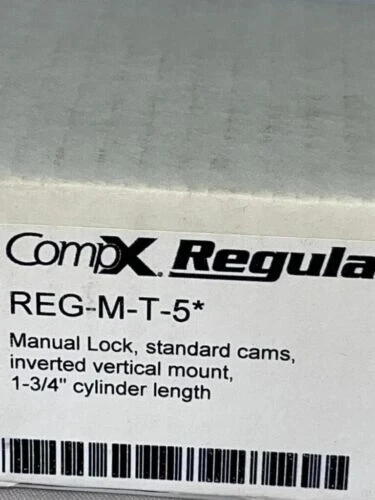 CompX. Regula
REG-M-T-5*
Manual Lock, standard cams,
inverted vertical mount,
1-3/4" cylinder length